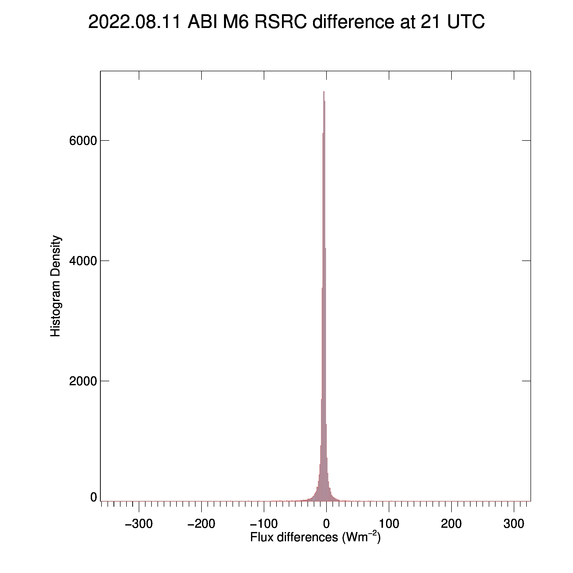 2022.08.11 ABI M6 RSRC difference at 21 UTC
6000
4000
2000
0
Histogram Density
−300 −200 −100 0 100 200 300
Flux differences (Wm⁻²)